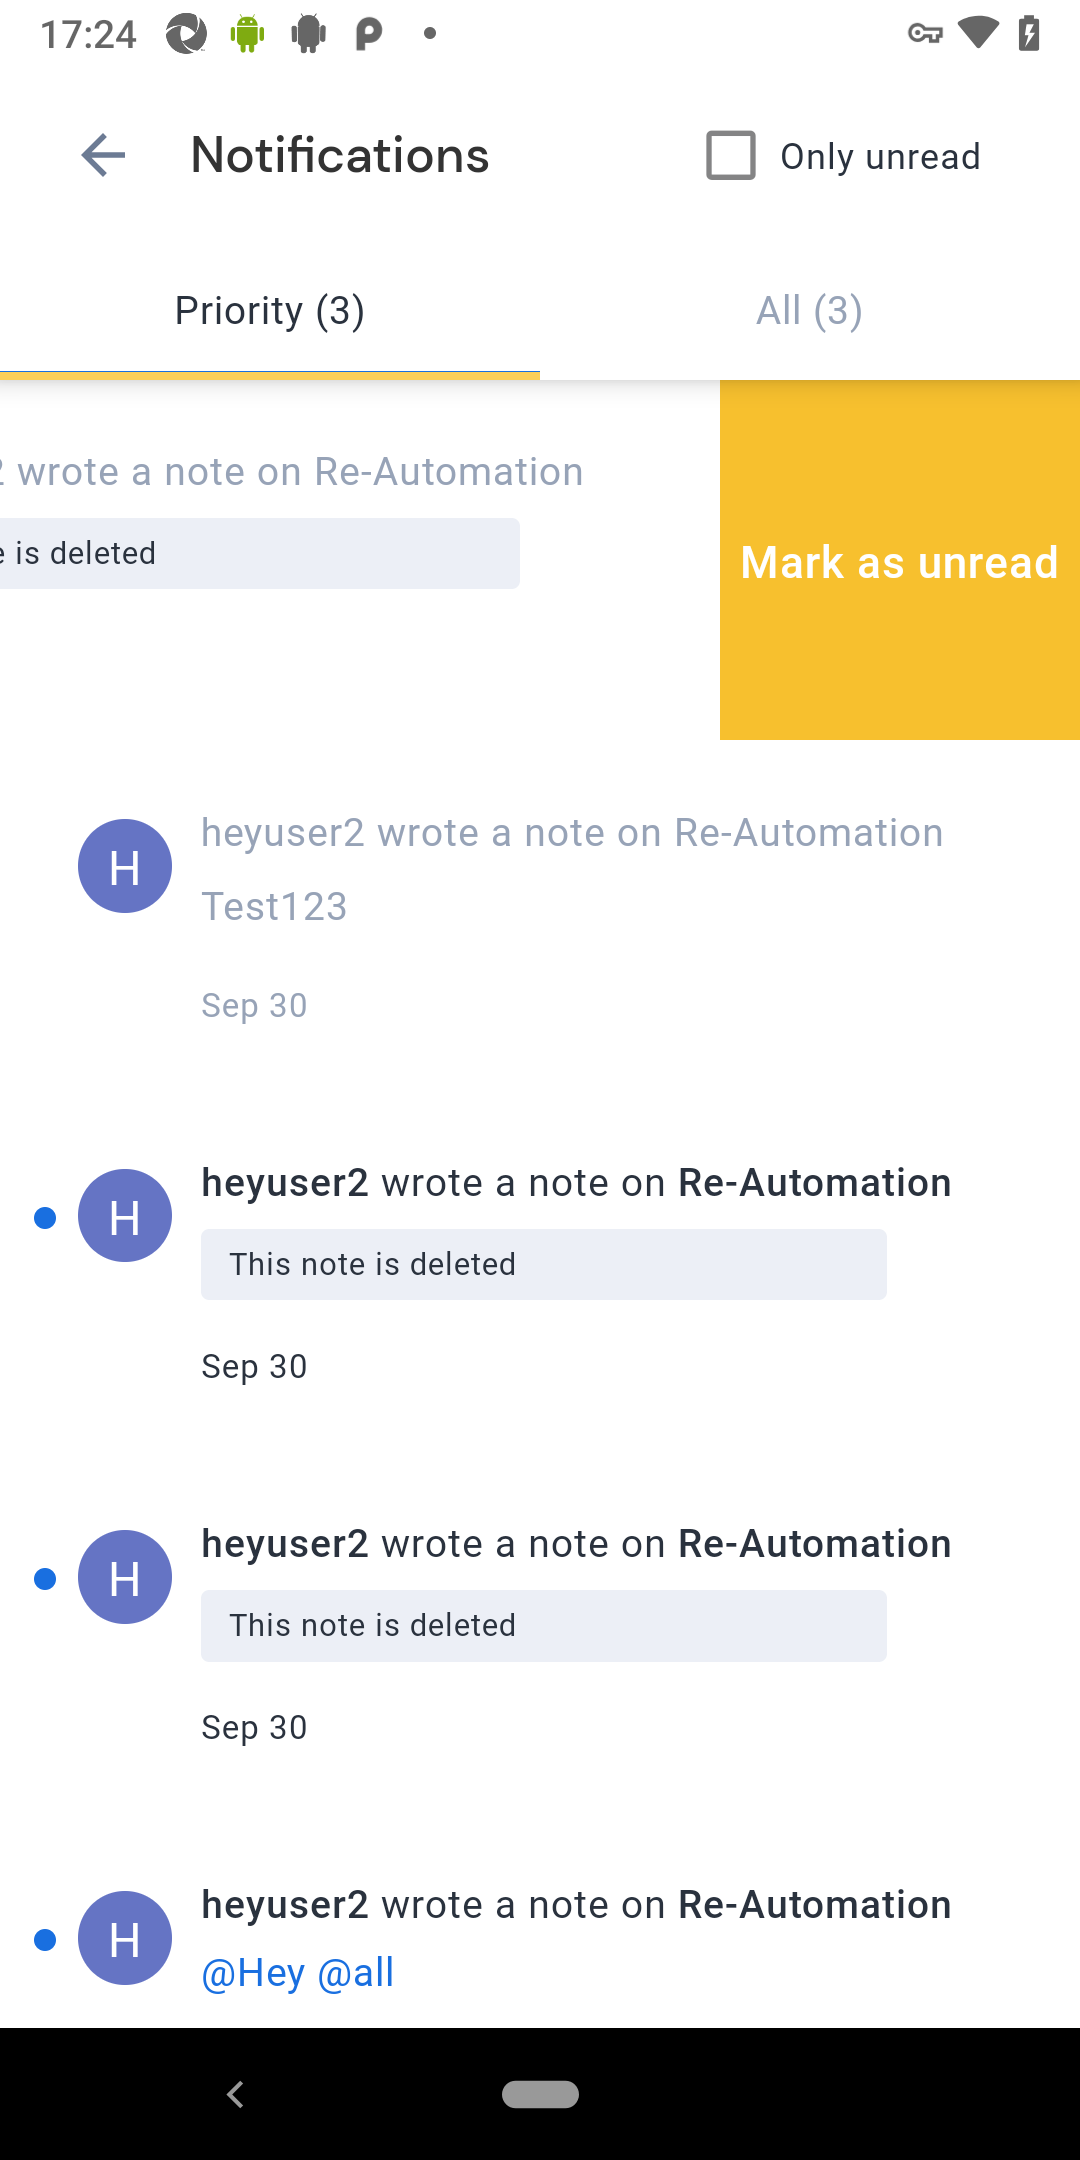 17:24
Notifications
Only unread
Priority (3)
All (3)
2 wrote a note on Re-Automation
e is deleted
Mark as unread
H
heyuser2 wrote a note on Re-Automation
Test123
Sep 30
H
heyuser2 wrote a note on Re-Automation
This note is deleted
Sep 30
H
heyuser2 wrote a note on Re-Automation
This note is deleted
Sep 30
H
heyuser2 wrote a note on Re-Automation
@Hey @all